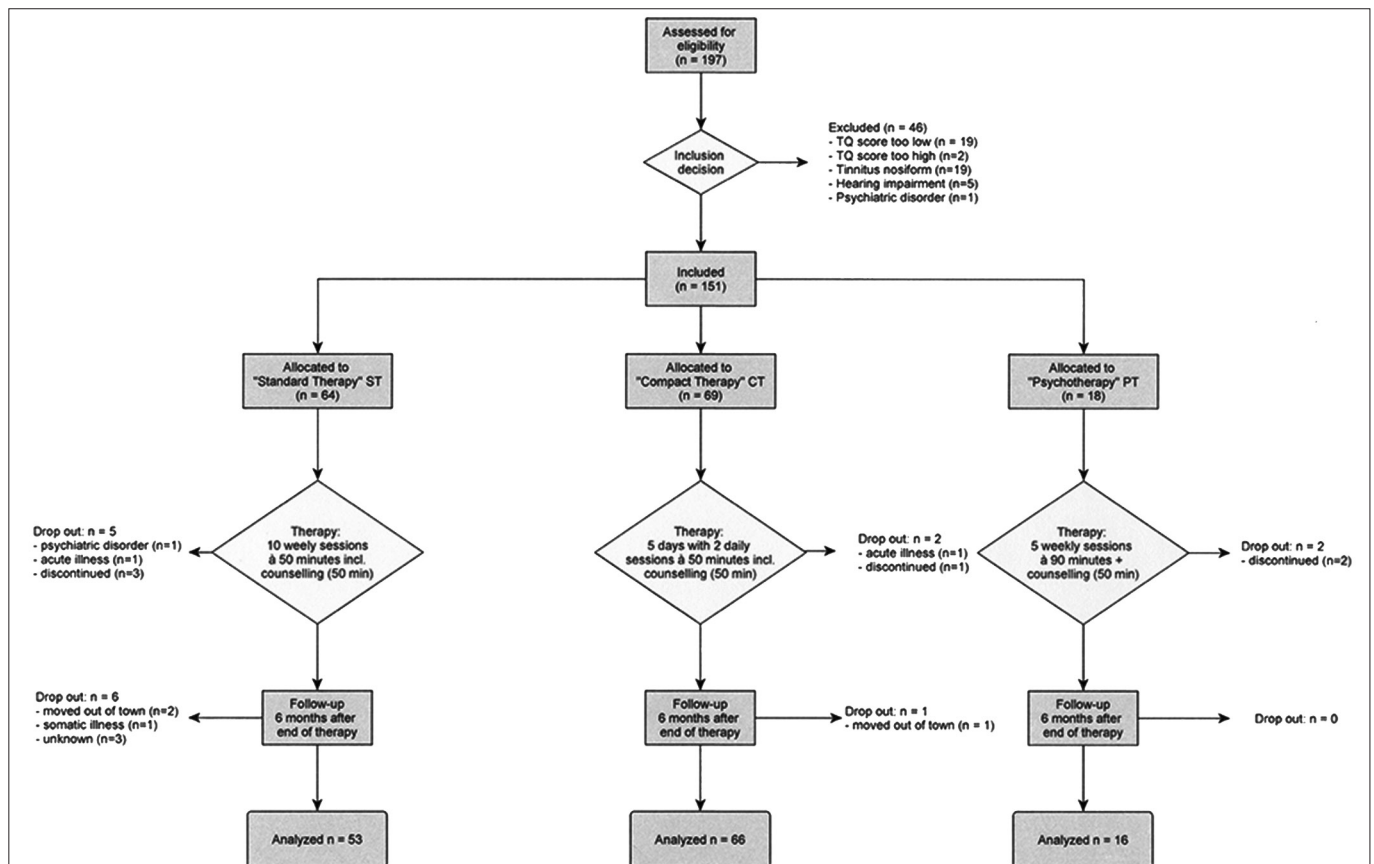 Assessed for
eligibility
(n = 197)
Inclusion
decision
Excluded (n = 46)
- TQ score too low (n = 19)
- TQ score too high (n=2)
- Tinnitus nosiform (n=19)
- Hearing impairment (n=5)
- Psychiatric disorder (n=1)
Included
(n = 151)
Allocated to
"Standard Therapy" ST
(n = 64)
Allocated to
"Compact Therapy" CT
(n = 69)
Allocated to
"Psychotherapy" PT
(n = 18)
Drop out: n = 5
- psychiatric disorder (n=1)
- acute illness (n=1)
- discontinued (n=3)
Therapy:
10 weely sessions
à 50 minutes incl.
counselling (50 min)
Therapy:
5 days with 2 daily
sessions à 50 minutes incl.
counselling (50 min)
Drop out: n = 2
- acute illness (n=1)
- discontinued (n=1)
Therapy:
5 weekly sessions
à 90 minutes +
counselling (50 min)
Drop out: n = 2
- discontinued (n=2)
Drop out: n = 6
- moved out of town (n=2)
- somatic illness (n=1)
- unknown (n=3)
Follow-up
6 months after
end of therapy
Follow-up
6 months after
end of therapy
Drop out: n = 1
- moved out of town (n = 1)
Follow-up
6 months after
end of therapy
Drop out: n = 0
Analyzed n = 53
Analyzed n = 66
Analyzed n = 16